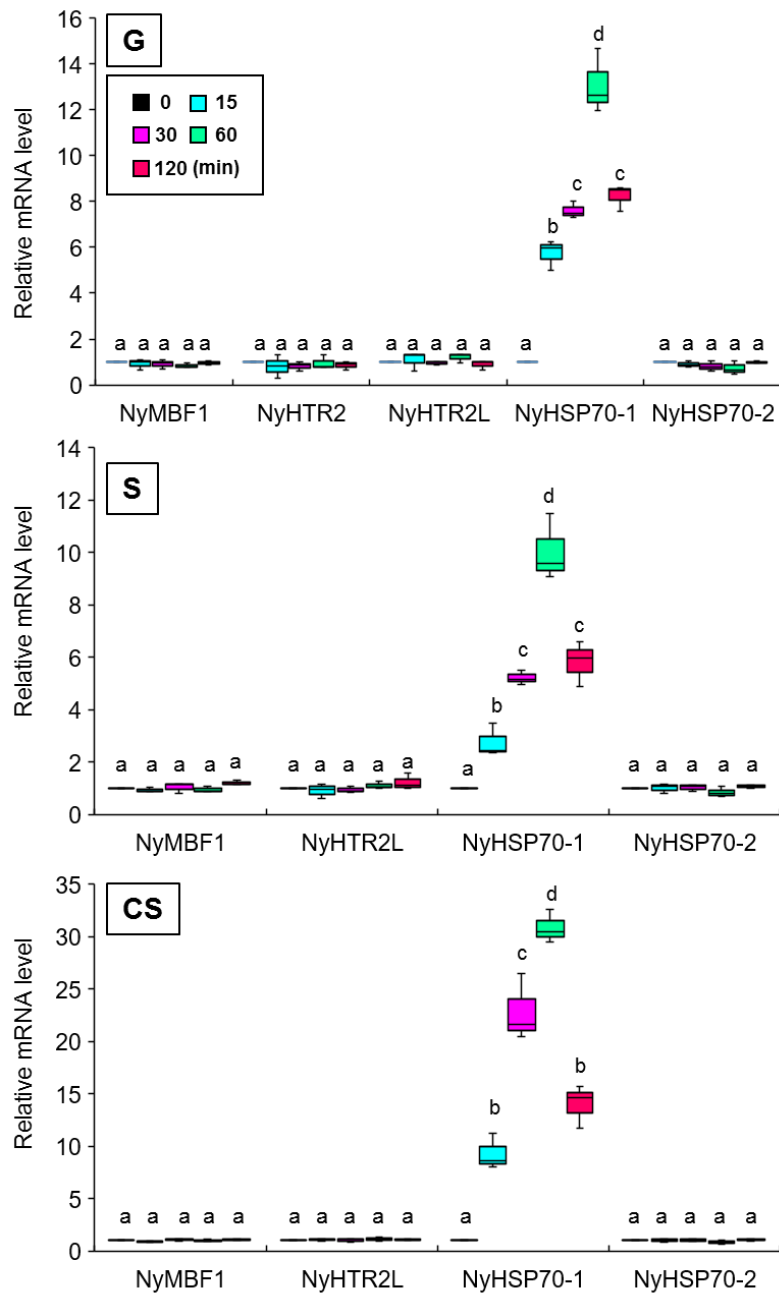 G
0 15
30 60
120 (min)
Relative mRNA level
16
14
12
10
8
6
4
2
0
d
c
c
b
a a a a a a a a a a a a a a a a a a a a a
NyMBF1 NyHTR2 NyHTR2L NyHSP70-1 NyHSP70-2
S
Relative mRNA level
14
12
10
8
6
4
2
0
d
c
c
b
a a a a a a a a a a a a a a a a
NyMBF1 NyHTR2L NyHSP70-1 NyHSP70-2
CS
Relative mRNA level
35
30
25
20
15
10
5
0
d
c
b
b
a a a a a a a a a a a a a a a a
NyMBF1 NyHTR2L NyHSP70-1 NyHSP70-2